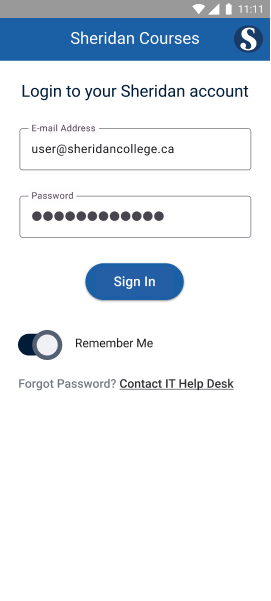 11:11
Sheridan Courses
S
Login to your Sheridan account
E-mail Address
user@sheridancollege.ca
Password
●●●●●●●●●●●●
Sign In
Remember Me
Forgot Password? Contact IT Help Desk